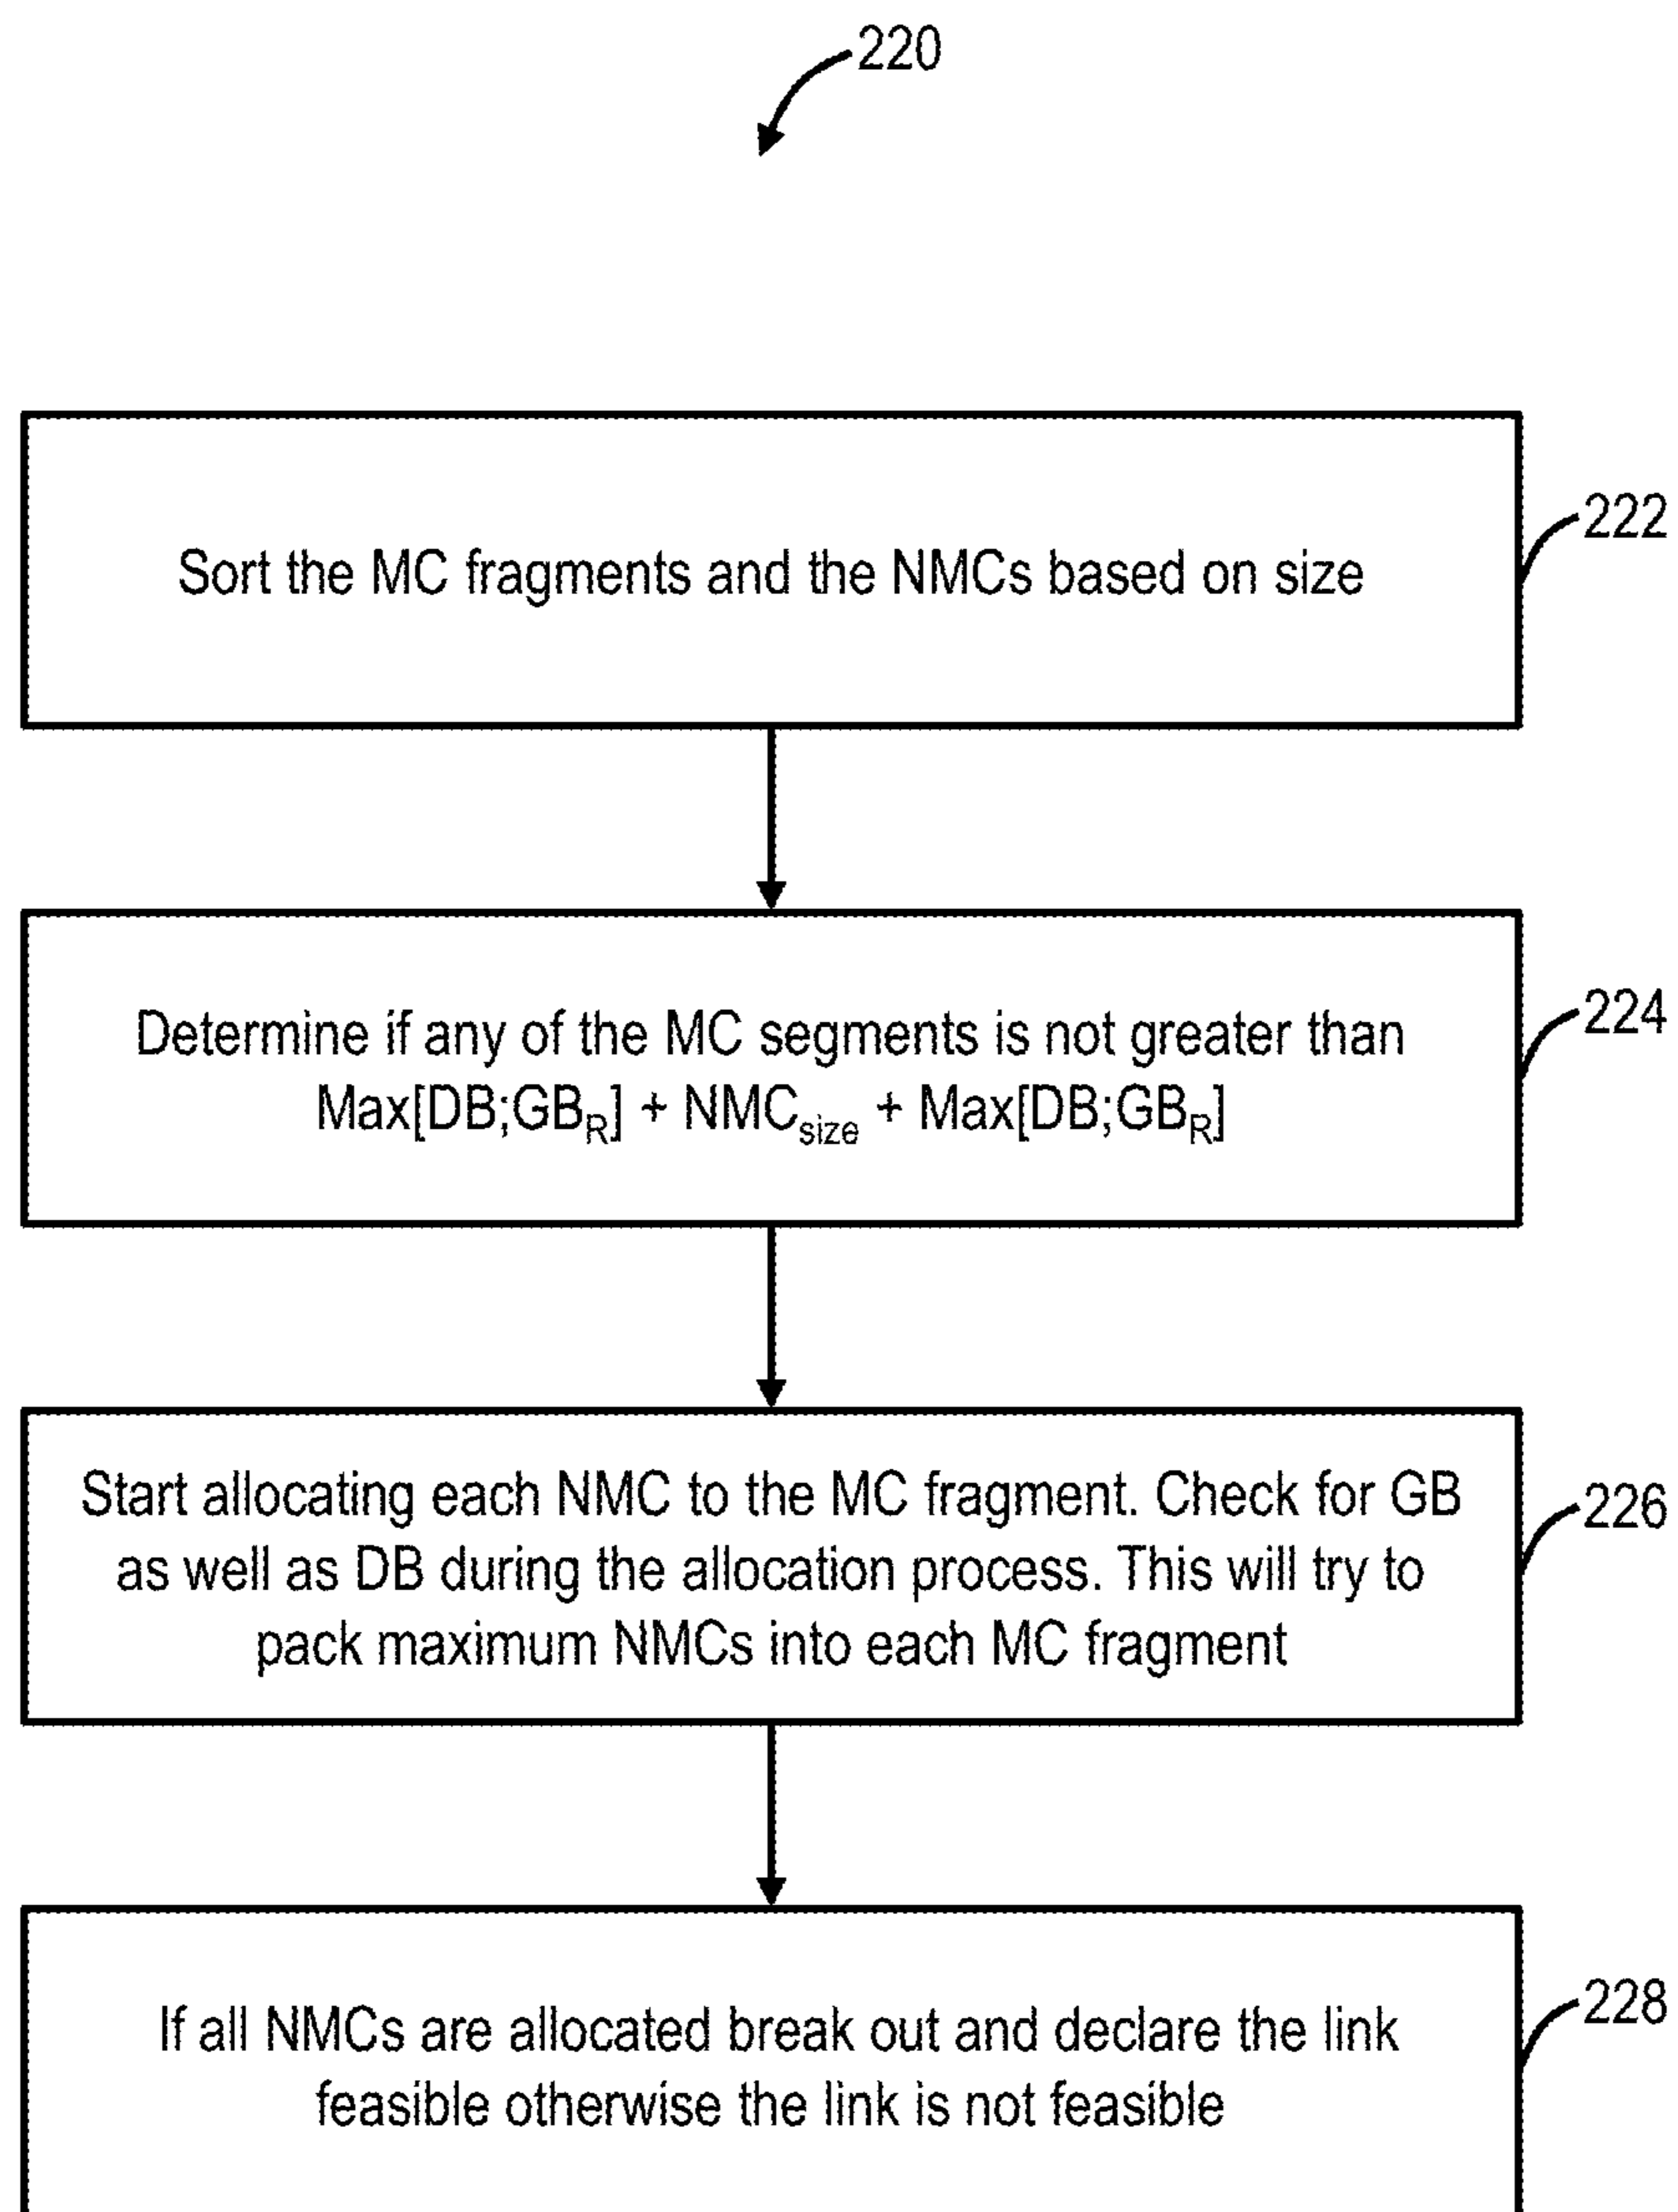 220
Sort the MC fragments and the NMCs based on size
222
Determine if any of the MC segments is not greater than
Max[DB;GBR] + NMCsize + Max[DB;GBR]
224
Start allocating each NMC to the MC fragment. Check for GB
as well as DB during the allocation process. This will try to
pack maximum NMCs into each MC fragment
226
If all NMCs are allocated break out and declare the link
feasible otherwise the link is not feasible
228